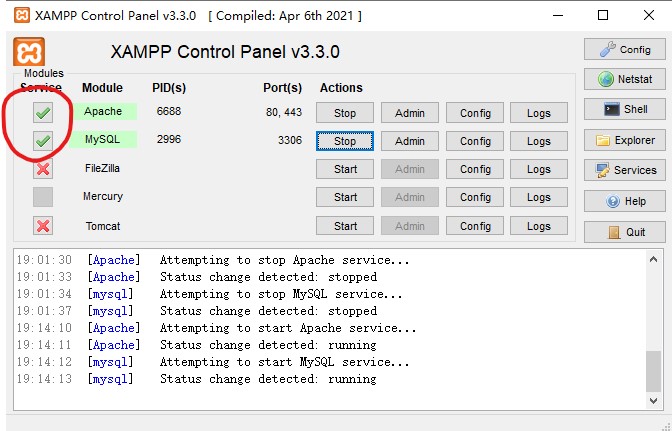 XAMPP Control Panel v3.3.0 [ Compiled: Apr 6th 2021 ]
XAMPP Control Panel v3.3.0
Config
Modules
Service Module PID(s) Port(s) Actions
Netstat
Apache 6688 80, 443 Stop Admin Config Logs
Shell
MySQL 2996 3306 Stop Admin Config Logs
Explorer
FileZilla Start Admin Config Logs
Services
Mercury Start Admin Config Logs
Help
Tomcat Start Admin Config Logs
Quit
19:01:30 [Apache] Attempting to stop Apache service...
19:01:33 [Apache] Status change detected: stopped
19:01:34 [mysql] Attempting to stop MySQL service...
19:01:37 [mysql] Status change detected: stopped
19:14:10 [Apache] Attempting to start Apache service...
19:14:11 [Apache] Status change detected: running
19:14:12 [mysql] Attempting to start MySQL service...
19:14:13 [mysql] Status change detected: running